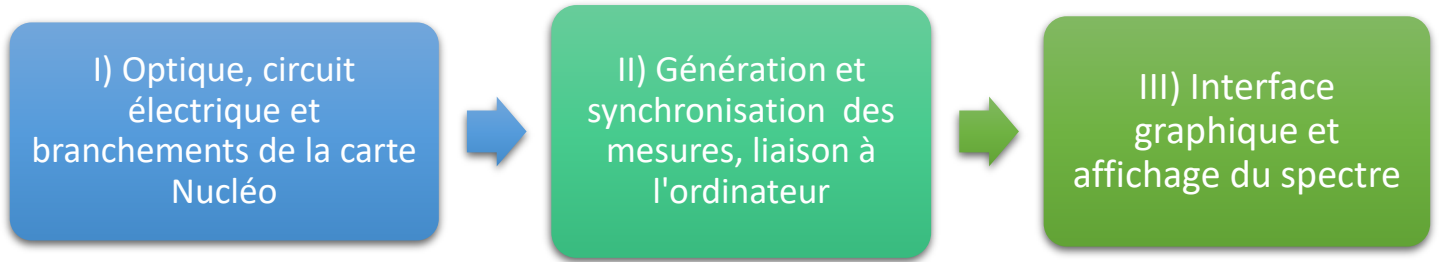 I) Optique, circuit
électrique et
branchements de la carte
Nucléo
II) Génération et
synchronisation  des
mesures, liaison à
l'ordinateur
III) Interface
graphique et
affichage du spectre